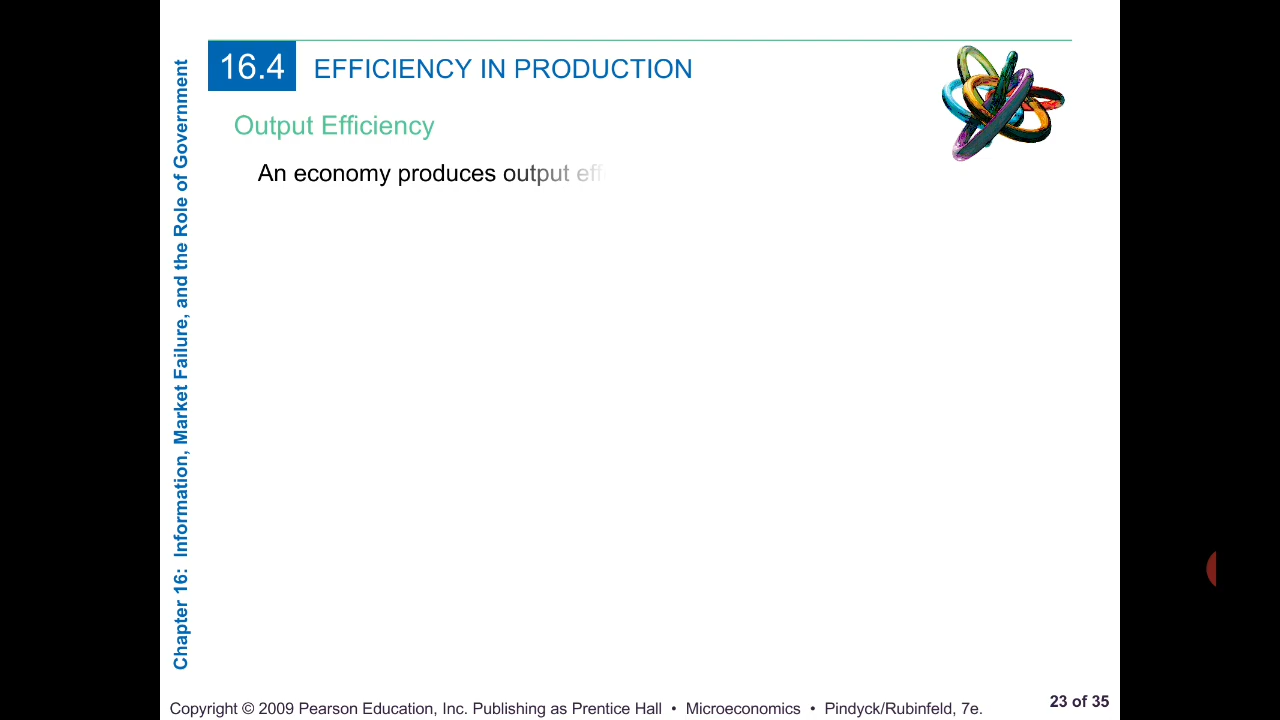 16.4 EFFICIENCY IN PRODUCTION
Output Efficiency
An economy produces output
Chapter 16: Information, Market Failure, and the Role of Government
23 of 35
Copyright © 2009 Pearson Education, Inc. Publishing as Prentice Hall • Microeconomics • Pindyck/Rubinfeld, 7e.